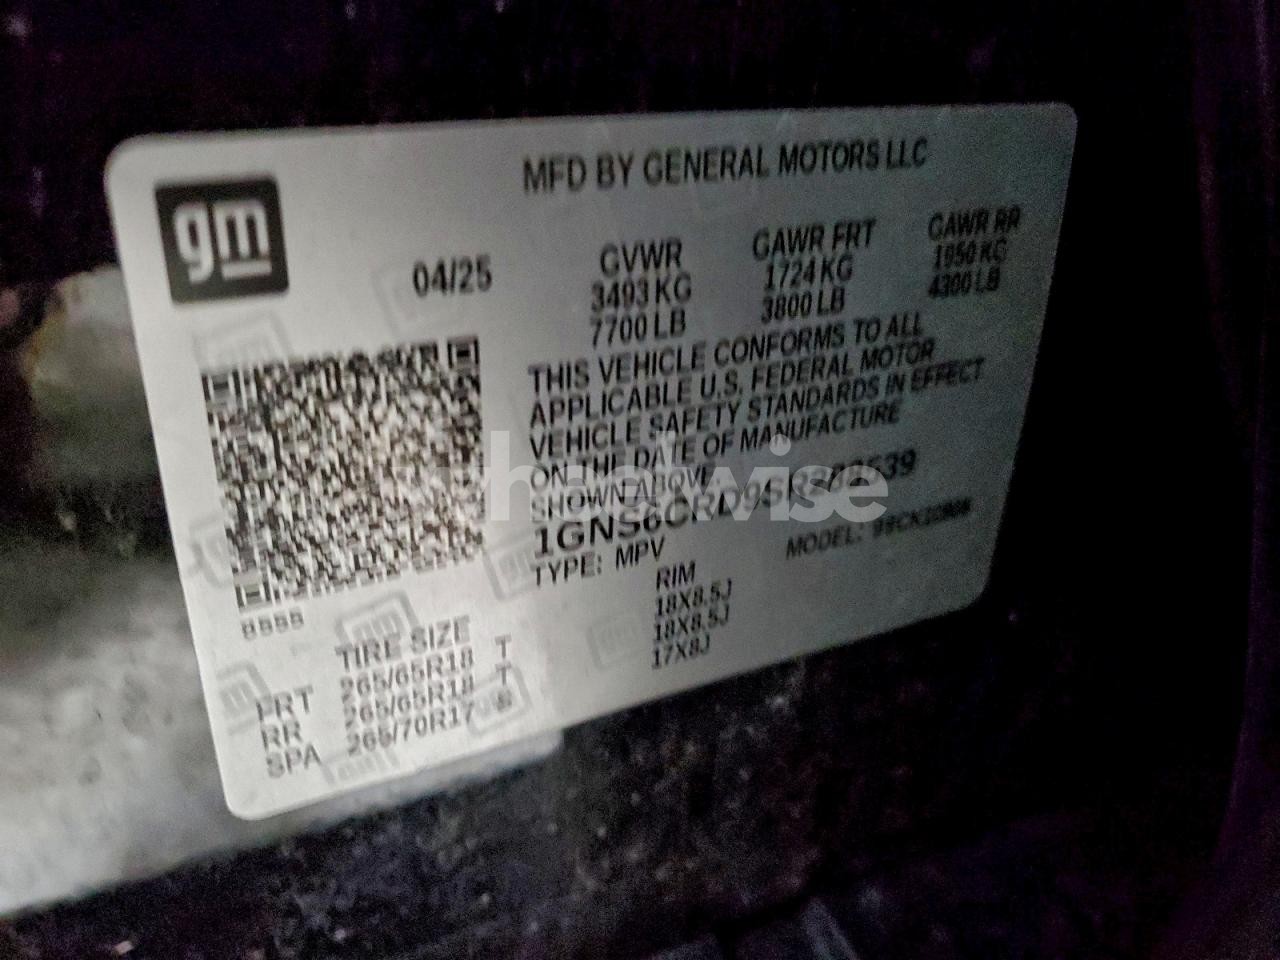 gm
MFD BY GENERAL MOTORS LLC
04/25 GVWR GAWR FRT GAWR RR
3493 KG 1724 KG 1950 KG
7700 LB 3800 LB 4300 LB
THIS VEHICLE CONFORMS TO ALL
APPLICABLE U.S. FEDERAL MOTOR
VEHICLE SAFETY STANDARDS IN EFFECT
ON THE DATE OF MANUFACTURE
SHOWN ABOVE
TYPE: MPV MODEL:
8555
TIRE SIZE RIM
FRT 265/65R18 T 18X8.5J
RR 265/65R18 T 18X8.5J
SPA 265/70R17 17X8J